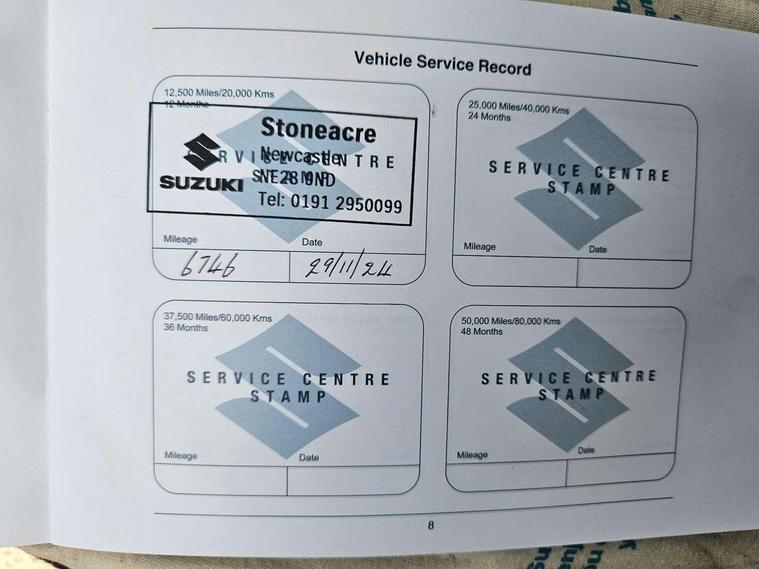 Vehicle Service Record
12,500 Miles/20,000 Kms
12 Months
Stoneacre
Newcastle
NE28 9ND
Tel: 0191 2950099
SUZUKI
SERVICE CENTRE
STAMP
Mileage
Date
6746
29/11/24
25,000 Miles/40,000 Kms
24 Months
SERVICE CENTRE
STAMP
Mileage
Date
37,500 Miles/60,000 Kms
36 Months
SERVICE CENTRE
STAMP
Mileage
Date
50,000 Miles/80,000 Kms
48 Months
SERVICE CENTRE
STAMP
Mileage
Date
8